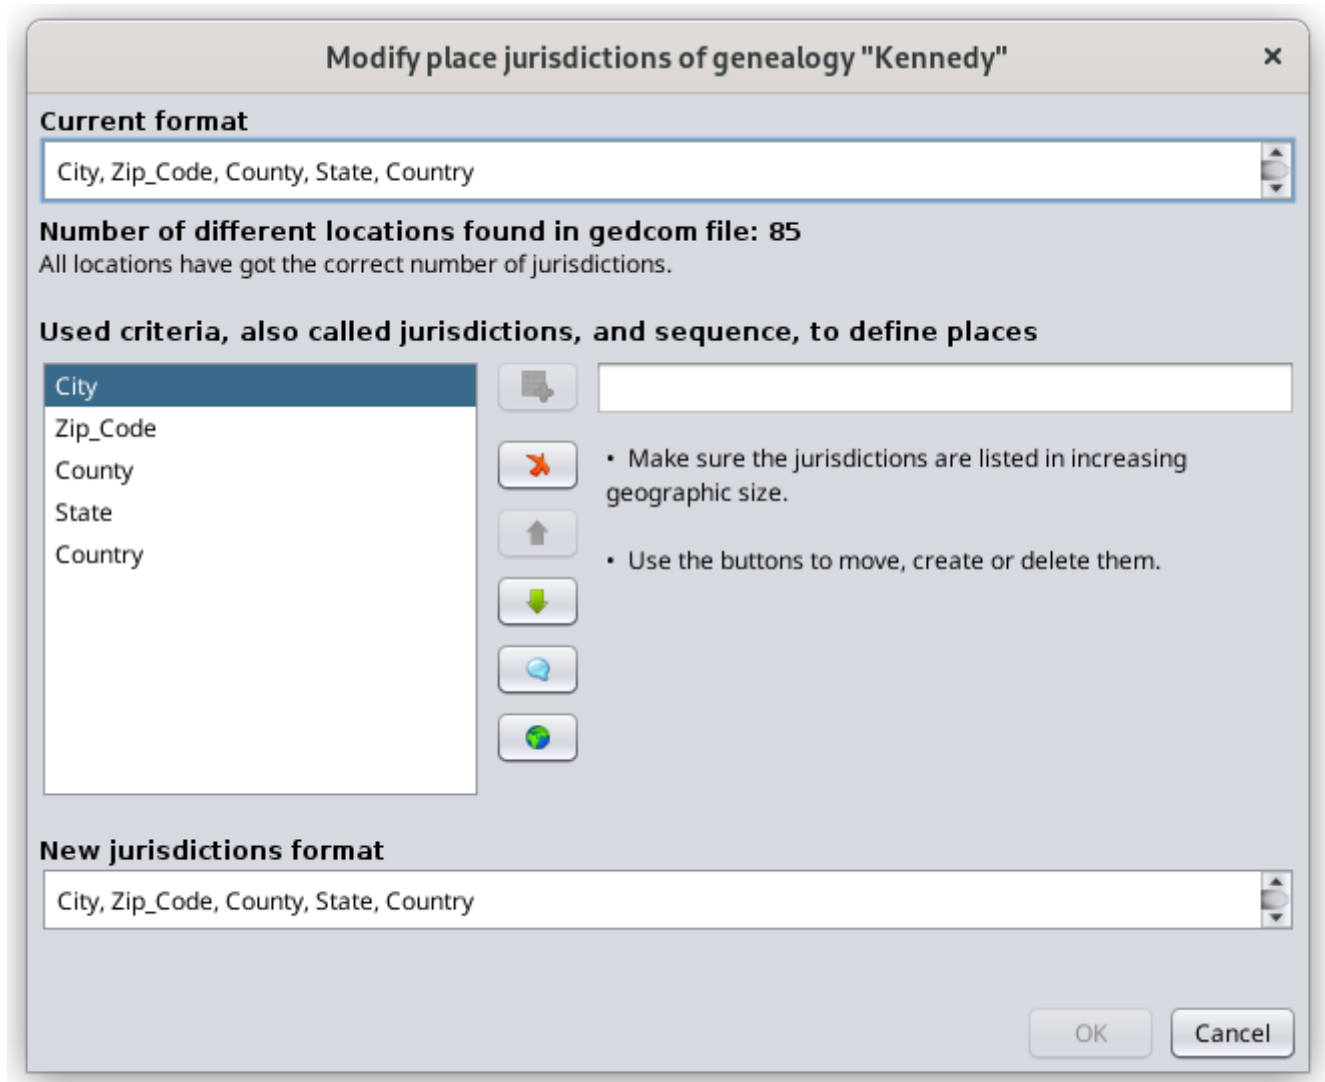 Modify place jurisdictions of genealogy "Kennedy"
Current format
City, Zip_Code, County, State, Country
Number of different locations found in gedcom file: 85
All locations have got the correct number of jurisdictions.
Used criteria, also called jurisdictions, and sequence, to define places
City
Zip_Code
County
State
Country
• Make sure the jurisdictions are listed in increasing
geographic size.
• Use the buttons to move, create or delete them.
New jurisdictions format
City, Zip_Code, County, State, Country
OK
Cancel